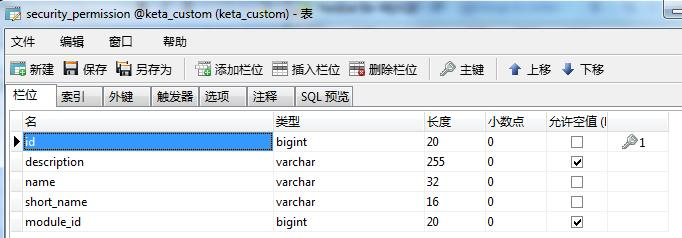 security_permission @keta_custom (keta_custom) - 表
文件 编辑 窗口 帮助
新建 保存 另存为 添加栏位 插入栏位 删除栏位 主键 上移 下移
栏位 索引 外键 触发器 选项 注释 SQL 预览
名 类型 长度 小数点 允许空值 (
id bigint 20 0 1
description varchar 255 0
name varchar 32 0
short_name varchar 16 0
module_id bigint 20 0